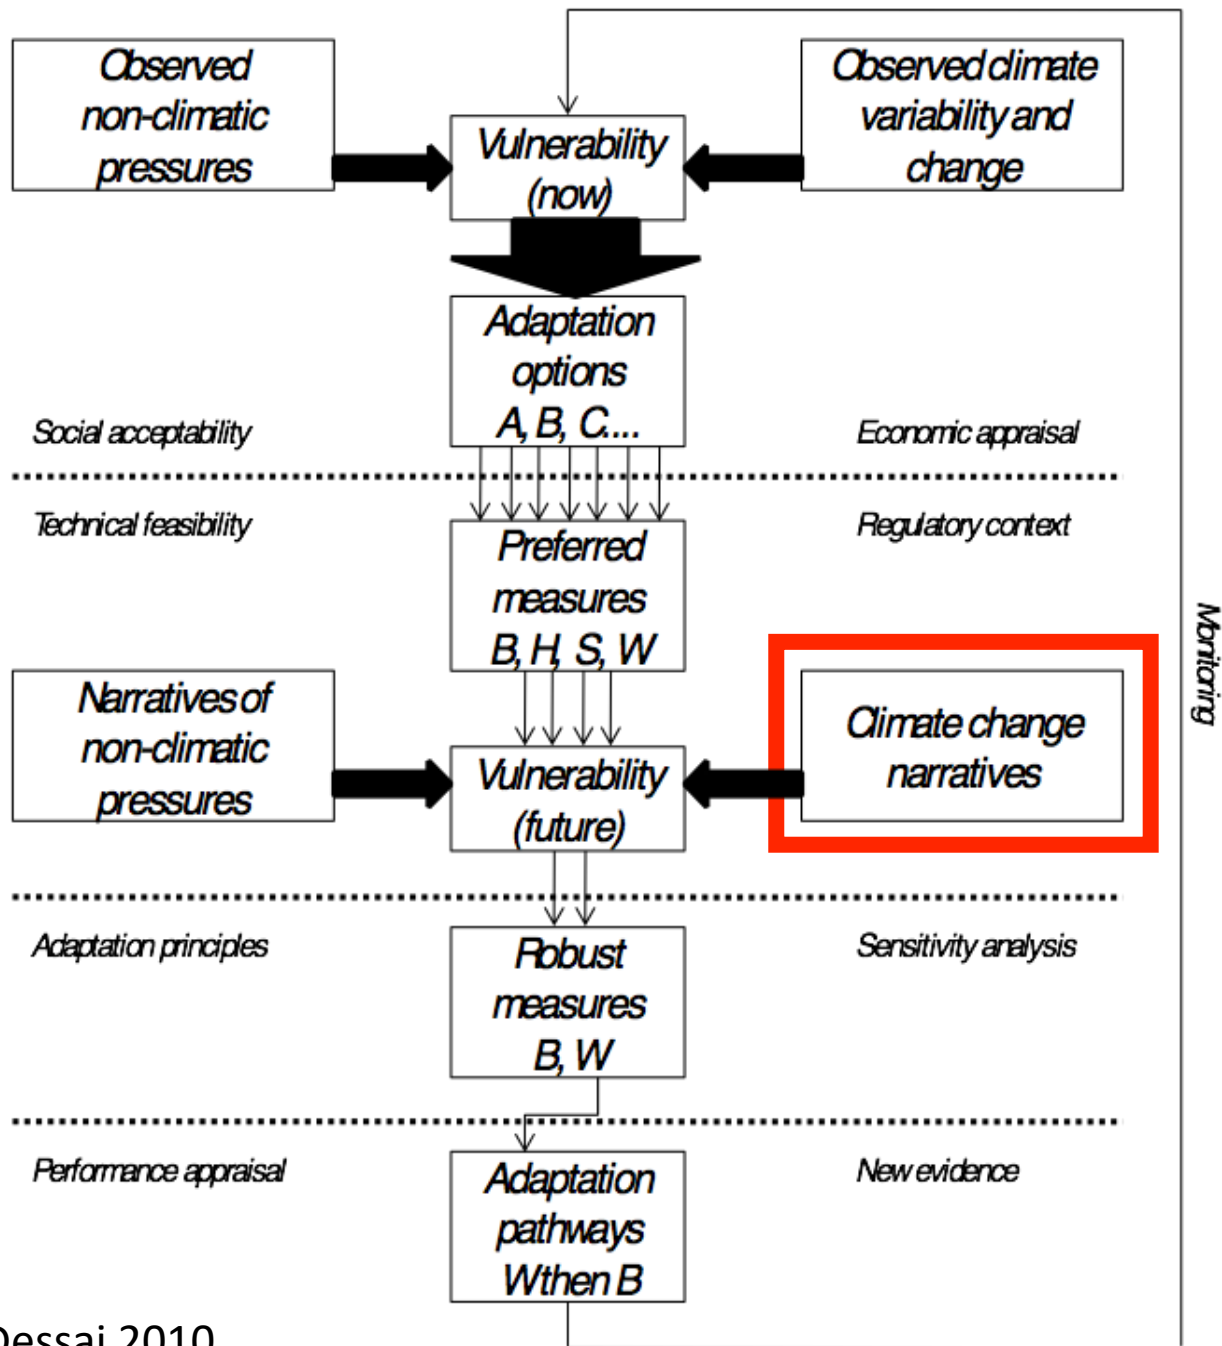 Observed
non-climatic
pressures
Vulnerability
(now)
Observed climate
variability and
change
Adaptation
options
A, B, C....
Social acceptability
Economic appraisal
Technical feasibility
Regulatory context
Preferred
measures
B, H, S, W
Monitoring
Narratives of
non-climatic
pressures
Vulnerability
(future)
Climate change
narratives
Adaptation principles
Sensitivity analysis
Robust
measures
B, W
Performance appraisal
New evidence
Adaptation
pathways
W then B
Dessai 2010